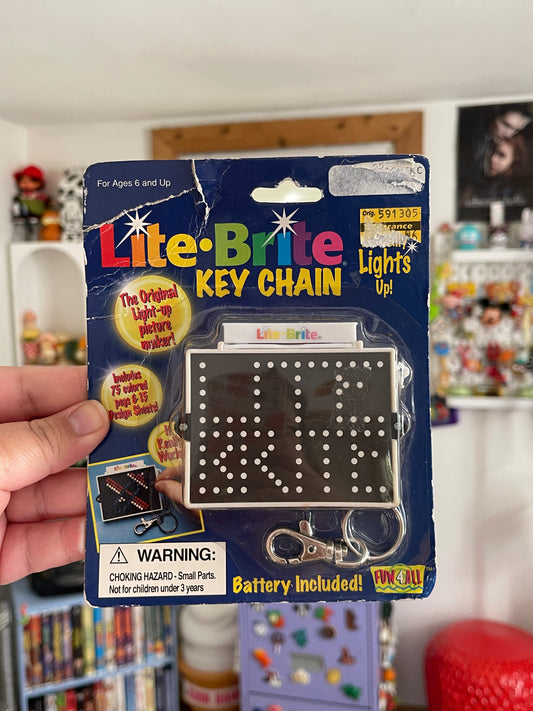 For Ages 6 and Up
Orig. 591305
Lite·Brite®
KEY CHAIN
Lights
Up!
The Original
Light-up
picture
maker!
Lite·Brite®
Includes
75 colored
pegs & 15
Design Sheets!
Really
WARNING:
CHOKING HAZARD - Small Parts.
Not for children under 3 years
Battery Included!
FUN4ALL™